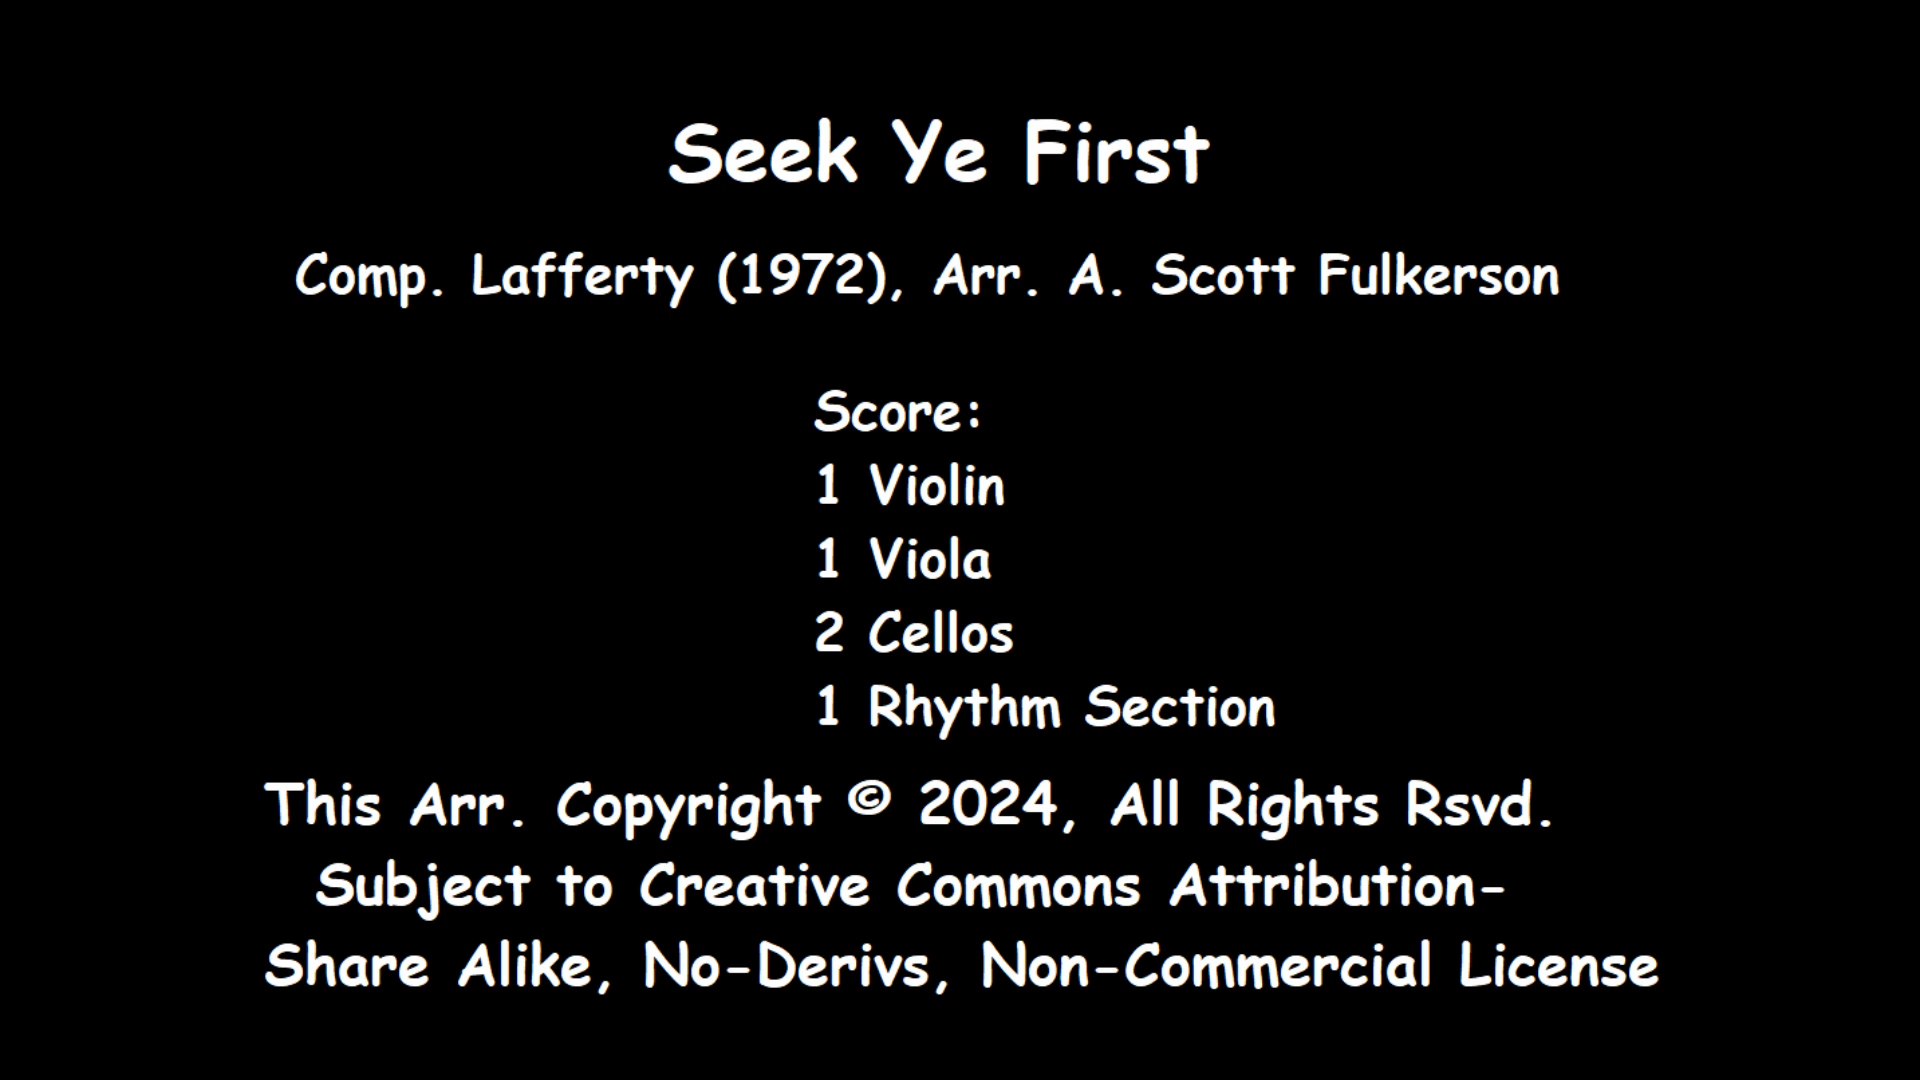 Seek Ye First
Comp. Lafferty (1972), Arr. A. Scott Fulkerson
Score:
1 Violin
1 Viola
2 Cellos
1 Rhythm Section
This Arr. Copyright © 2024, All Rights Rsvd.
Subject to Creative Commons Attribution-
Share Alike, No-Derivs, Non-Commercial License